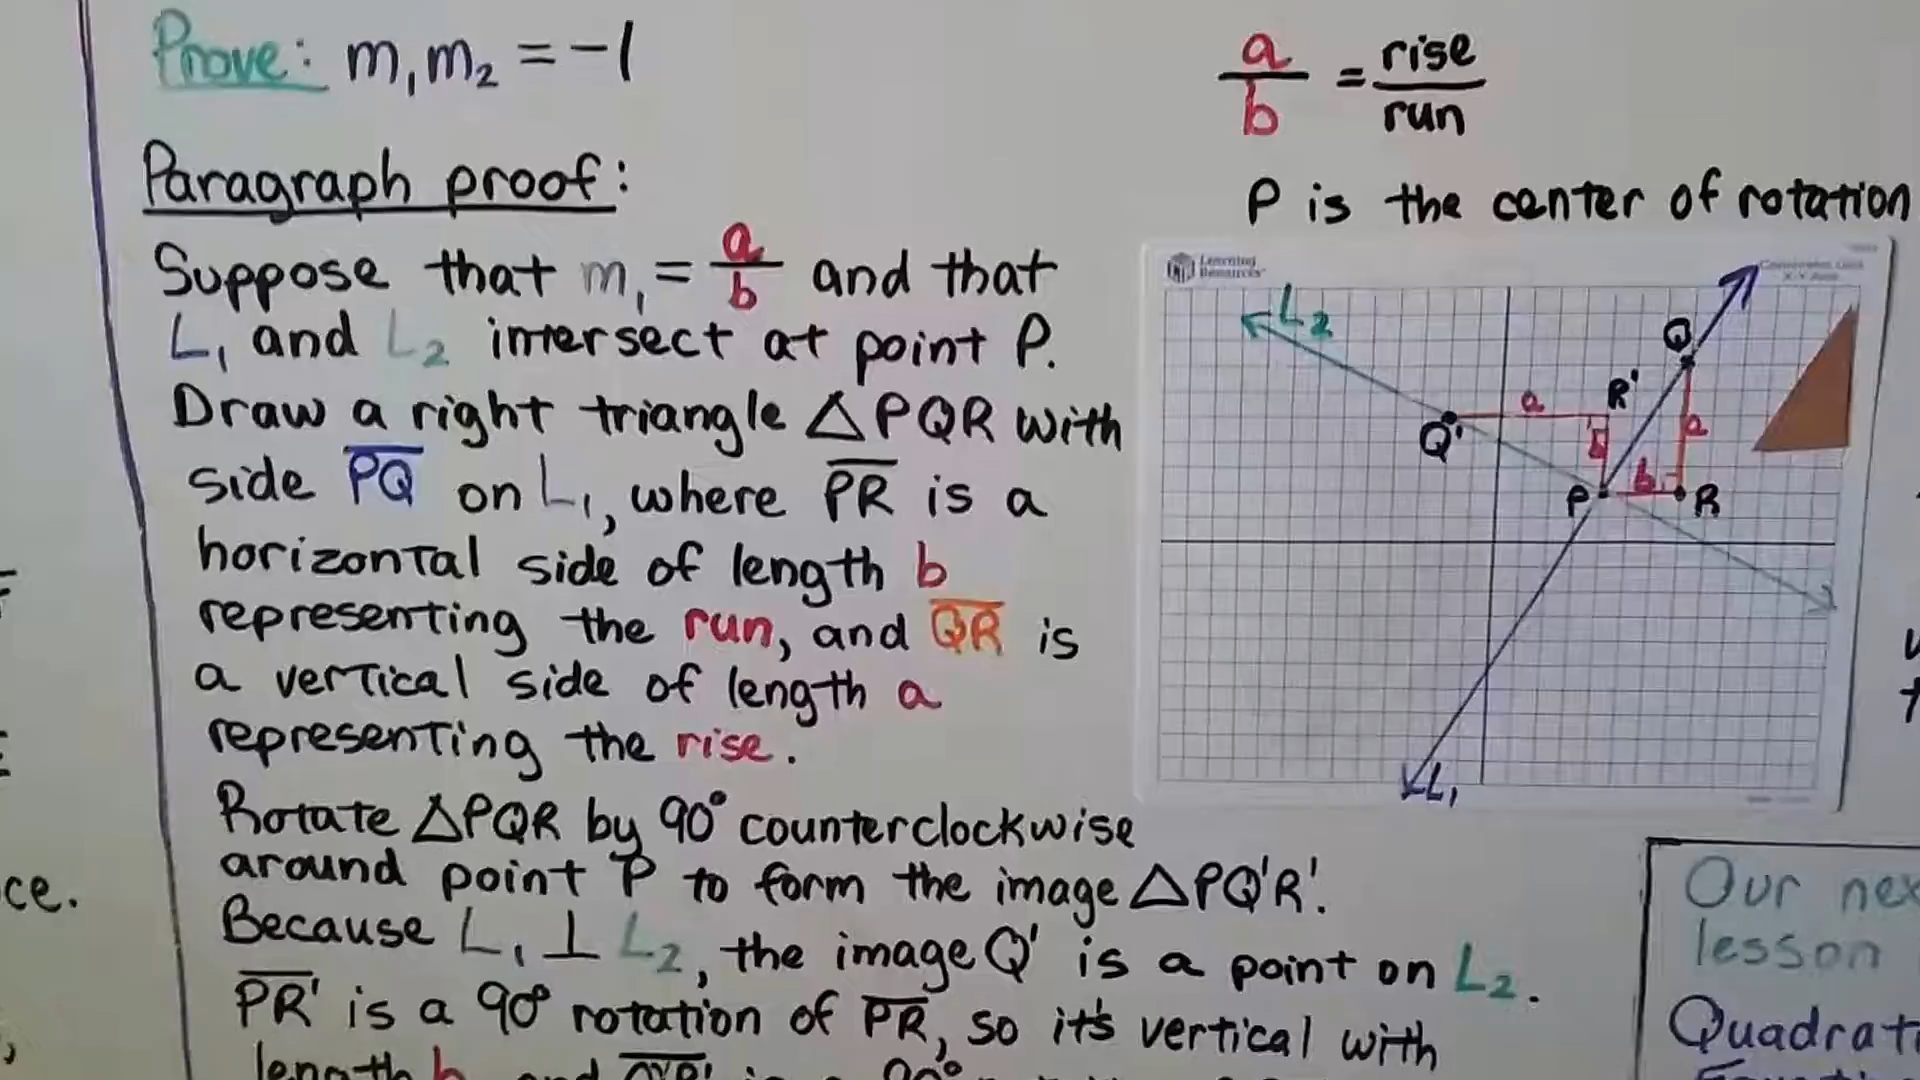 Prove: m₁m₂ = -1
a/b = rise/run
Paragraph proof:
P is the center of rotation
Suppose that m₁ = a/b and that
L₁ and L₂ intersect at point P.
Draw a right triangle △PQR with
side PQ on L₁, where PR is a
horizontal side of length b
representing the run, and QR is
a vertical side of length a
representing the rise.
Rotate △PQR by 90° counterclockwise
around point P to form the image △PQ'R'.
Because L₁ ⊥ L₂, the image Q' is a point on L₂.
PR' is a 90° rotation of PR, so it's vertical with
length b and
Learning
Resources
L₂
Q
R'
a
Q'
a
b
b
P
R
L₁
ce.
Our
lesson